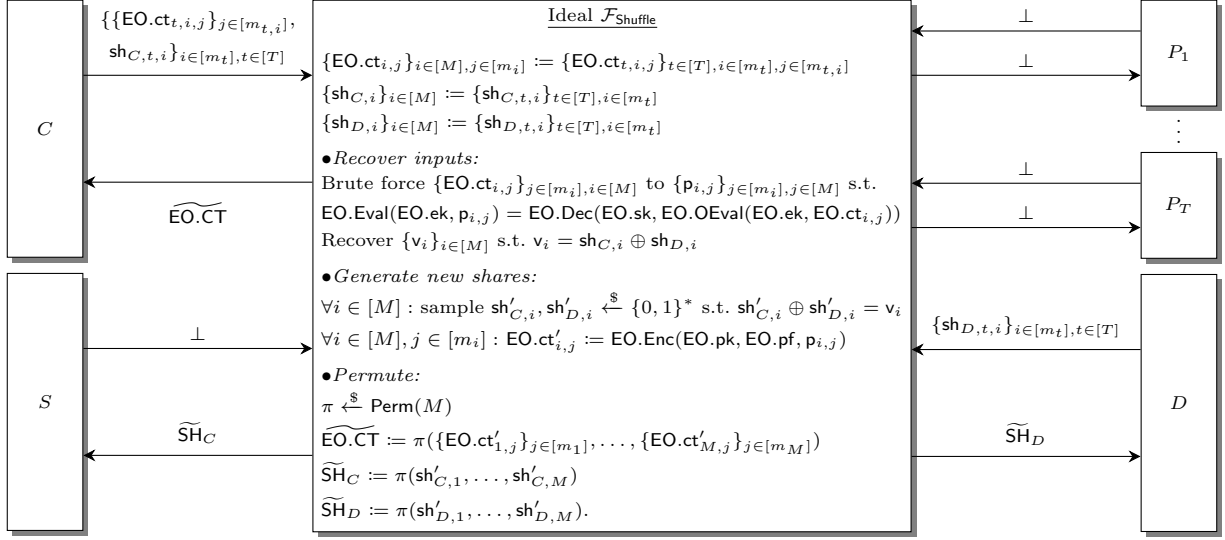 {{EO.ct_{t,i,j}}_{j∈[m_{t,i}]},
sh_{C,t,i}}_{i∈[m_t],t∈[T]}
C
\widetilde{EO.CT}
S
⊥
\widetilde{SH}_C
Ideal F_{Shuffle}
{EO.ct_{i,j}}_{i∈[M],j∈[m_i]} := {EO.ct_{t,i,j}}_{t∈[T],i∈[m_t],j∈[m_{t,i}]}
{sh_{C,i}}_{i∈[M]} := {sh_{C,t,i}}_{t∈[T],i∈[m_t]}
{sh_{D,i}}_{i∈[M]} := {sh_{D,t,i}}_{t∈[T],i∈[m_t]}
•Recover inputs:
Brute force {EO.ct_{i,j}}_{j∈[m_i],i∈[M]} to {p_{i,j}}_{j∈[m_i],j∈[M]} s.t.
EO.Eval(EO.ek, p_{i,j}) = EO.Dec(EO.sk, EO.OEval(EO.ek, EO.ct_{i,j}))
Recover {v_i}_{i∈[M]} s.t. v_i = sh_{C,i} ⊕ sh_{D,i}
•Generate new shares:
∀i ∈ [M] : sample sh'_{C,i}, sh'_{D,i} \xleftarrow{$} {0, 1}^* s.t. sh'_{C,i} ⊕ sh'_{D,i} = v_i
∀i ∈ [M], j ∈ [m_i] : EO.ct'_{i,j} := EO.Enc(EO.pk, EO.pf, p_{i,j})
•Permute:
π \xleftarrow{$} Perm(M)
\widetilde{EO.CT} := π({EO.ct'_{1,j}}_{j∈[m_1]}, . . . , {EO.ct'_{M,j}}_{j∈[m_M]})
\widetilde{SH}_C := π(sh'_{C,1}, . . . , sh'_{C,M})
\widetilde{SH}_D := π(sh'_{D,1}, . . . , sh'_{D,M}).
⊥
⊥
P_1
⋮
⊥
⊥
P_T
{sh_{D,t,i}}_{i∈[m_t],t∈[T]}
D
\widetilde{SH}_D